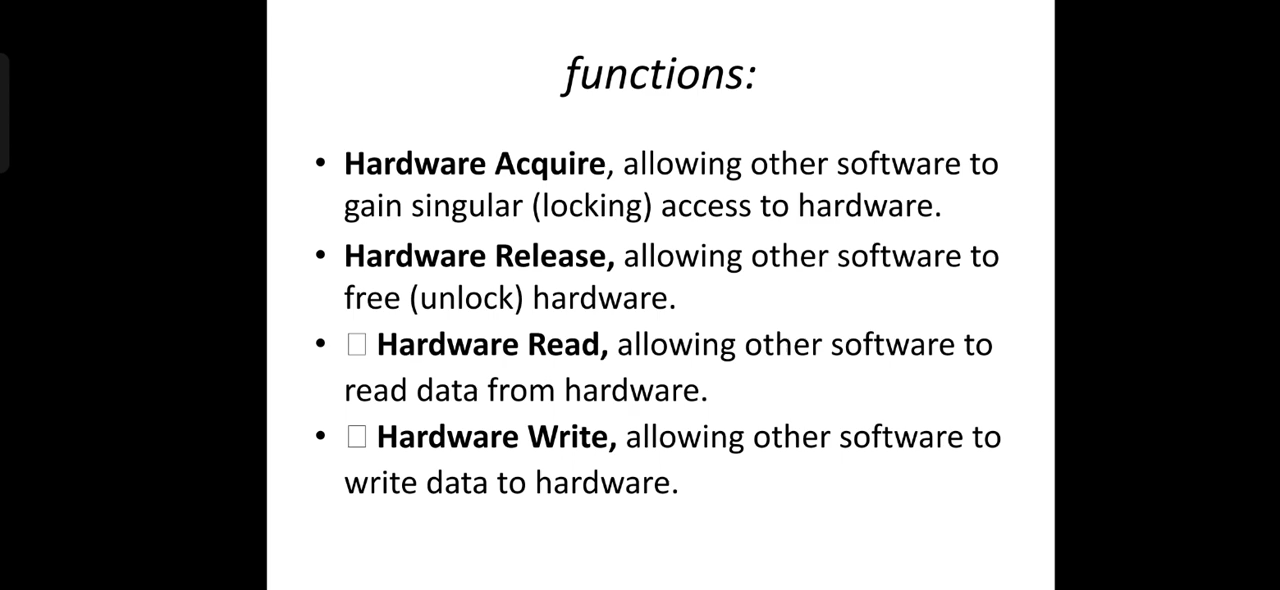 functions:
• Hardware Acquire, allowing other software to
gain singular (locking) access to hardware.
• Hardware Release, allowing other software to
free (unlock) hardware.
• □ Hardware Read, allowing other software to
read data from hardware.
• □ Hardware Write, allowing other software to
write data to hardware.